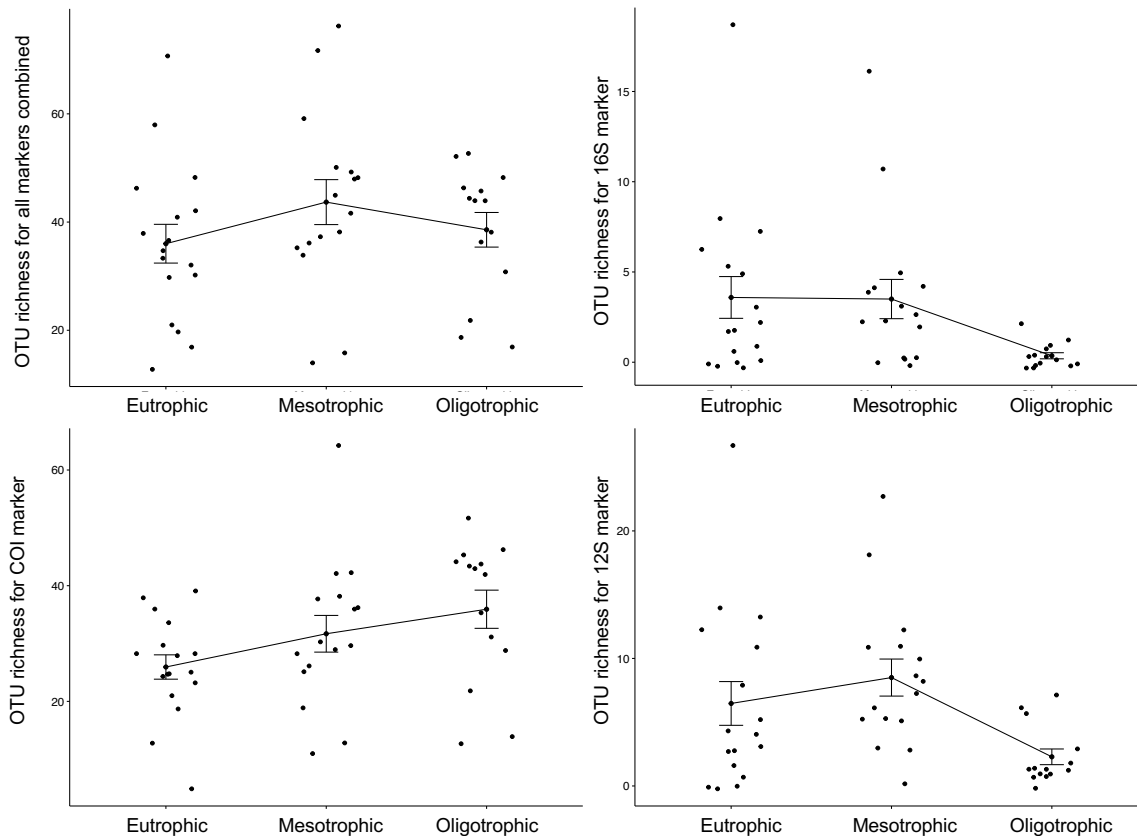 OTU richness for all markers combined
60
40
20
Eutrophic Mesotrophic Oligotrophic
OTU richness for 16S marker
15
10
5
0
Eutrophic Mesotrophic Oligotrophic
OTU richness for COI marker
60
40
20
Eutrophic Mesotrophic Oligotrophic
OTU richness for 12S marker
20
10
0
Eutrophic Mesotrophic Oligotrophic